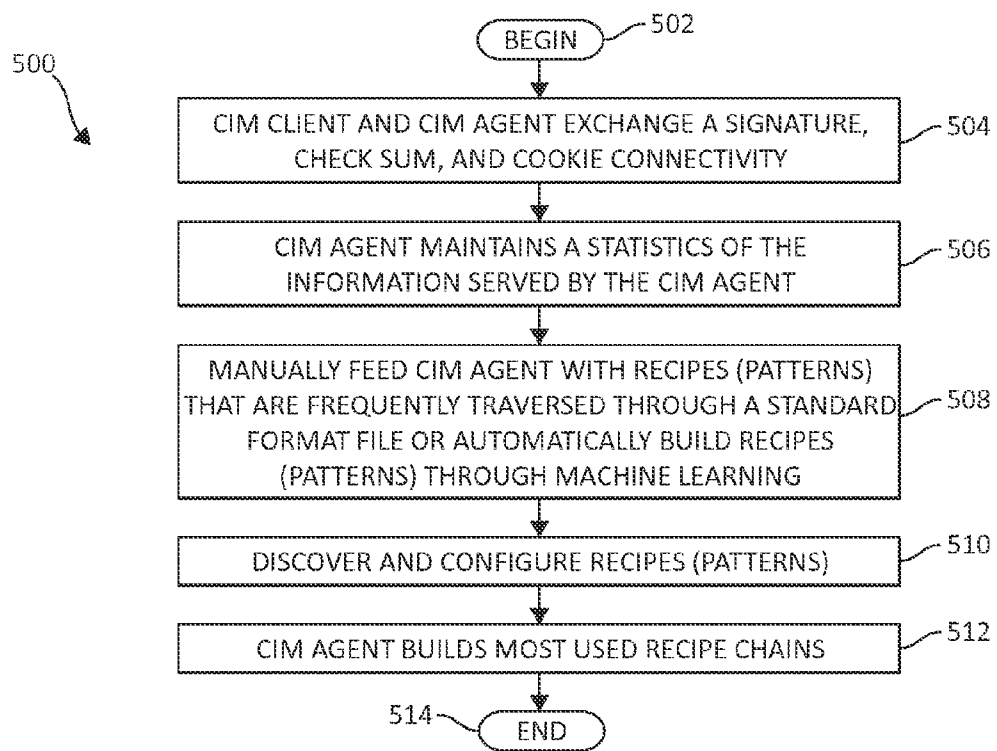 BEGIN
502
500
CIM CLIENT AND CIM AGENT EXCHANGE A SIGNATURE,
CHECK SUM, AND COOKIE CONNECTIVITY
504
CIM AGENT MAINTAINS A STATISTICS OF THE
INFORMATION SERVED BY THE CIM AGENT
506
MANUALLY FEED CIM AGENT WITH RECIPES (PATTERNS)
THAT ARE FREQUENTLY TRAVERSED THROUGH A STANDARD
FORMAT FILE OR AUTOMATICALLY BUILD RECIPES
(PATTERNS) THROUGH MACHINE LEARNING
508
DISCOVER AND CONFIGURE RECIPES (PATTERNS)
510
CIM AGENT BUILDS MOST USED RECIPE CHAINS
512
514
END